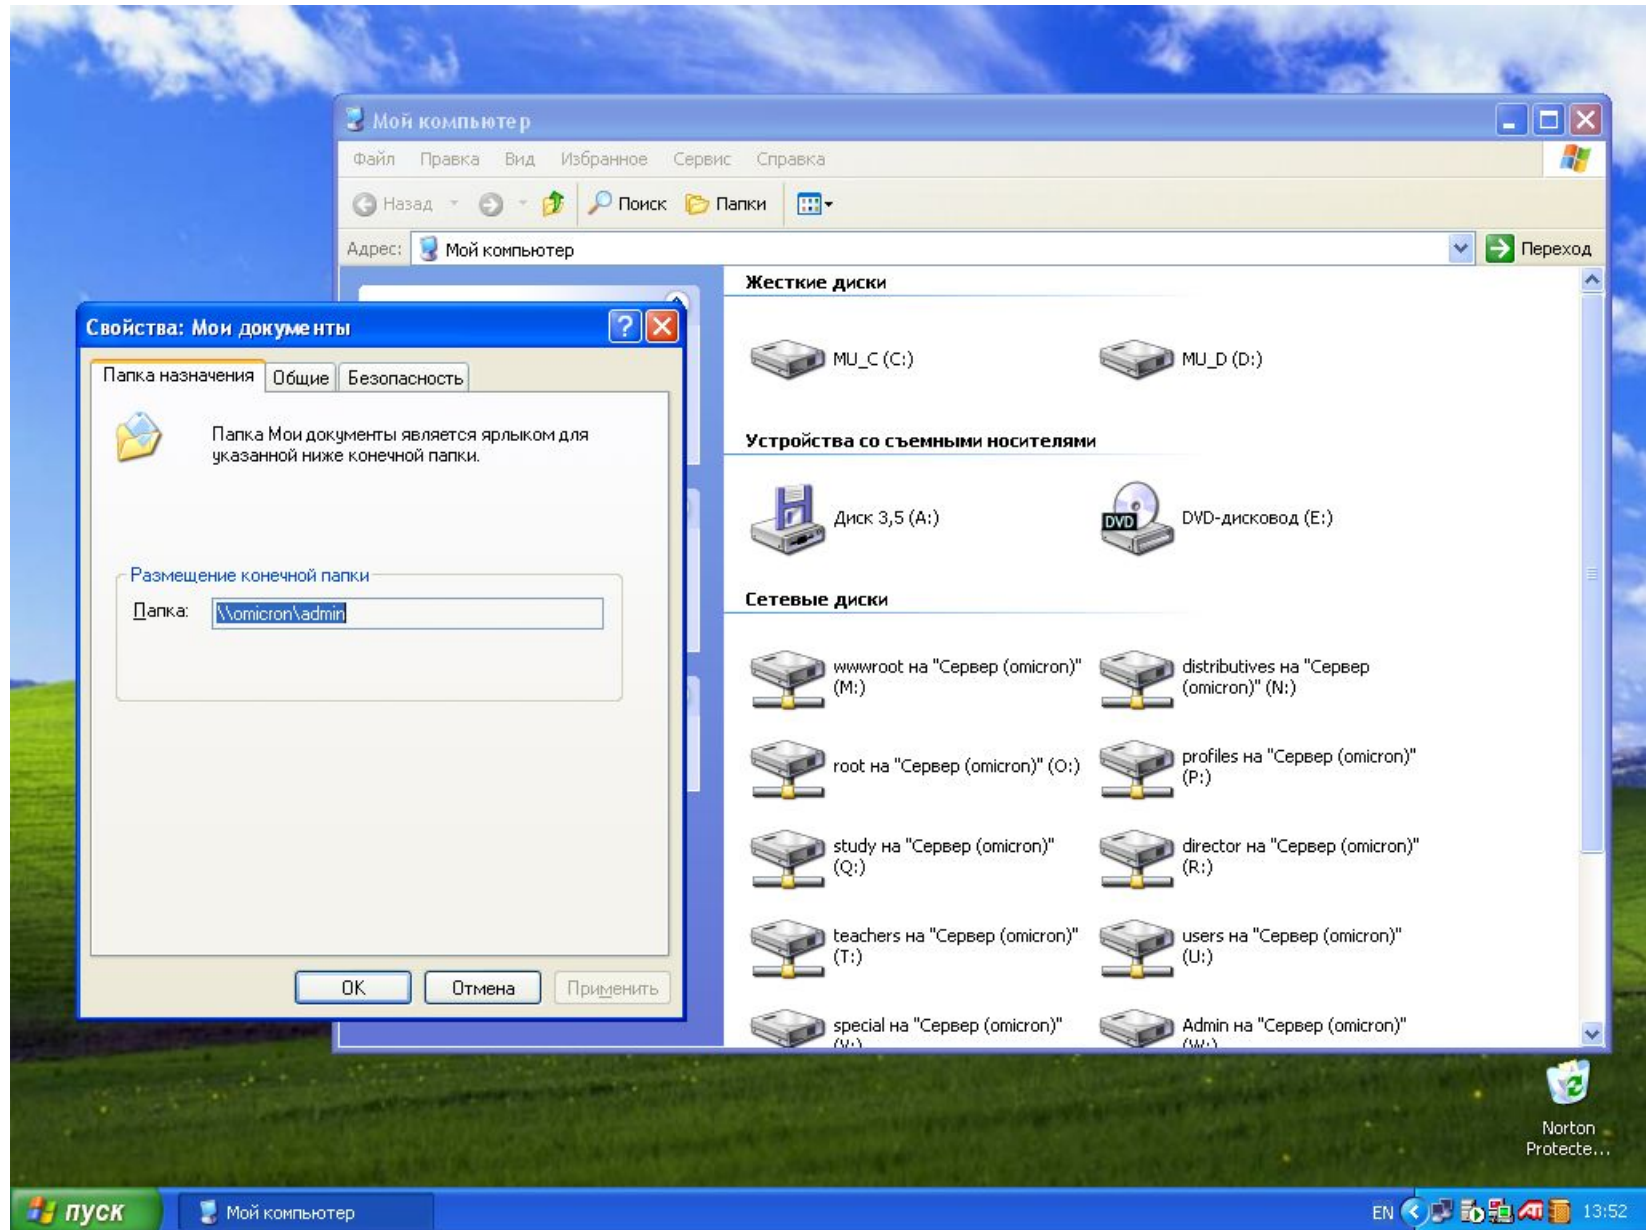 Мой компьютер
Файл Правка Вид Избранное Сервис Справка
Назад Поиск Папки
Адрес: Мой компьютер Переход
Жесткие диски
MU_C (C:) MU_D (D:)
Устройства со съемными носителями
Диск 3,5 (A:) DVD-дисковод (E:)
DVD
Сетевые диски
wwwroot на "Сервер (omicron)" (M:)
distributives на "Сервер (omicron)" (N:)
root на "Сервер (omicron)" (O:)
profiles на "Сервер (omicron)" (P:)
study на "Сервер (omicron)" (Q:)
director на "Сервер (omicron)" (R:)
teachers на "Сервер (omicron)" (T:)
users на "Сервер (omicron)" (U:)
special на "Сервер (omicron)" (V:)
Admin на "Сервер (omicron)" (W:)
Свойства: Мои документы
Папка назначения Общие Безопасность
Папка Мои документы является ярлыком для
указанной ниже конечной папки.
Размещение конечной папки
Папка: \\omicron\admin
OK Отмена Применить
Norton
Protecte...
пуск Мой компьютер EN 13:52